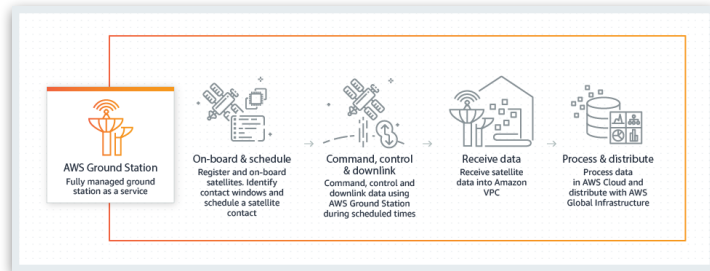 AWS Ground Station
Fully managed ground
station as a service
On-board & schedule
Register and on-board
satellites. Identify
contact windows and
schedule a satellite
contact
Command, control
& downlink
Command, control and
downlink data using
AWS Ground Station
during scheduled times
Receive data
Receive satellite
data into Amazon
VPC
Process & distribute
Process data
in AWS Cloud and
distribute with AWS
Global Infrastructure